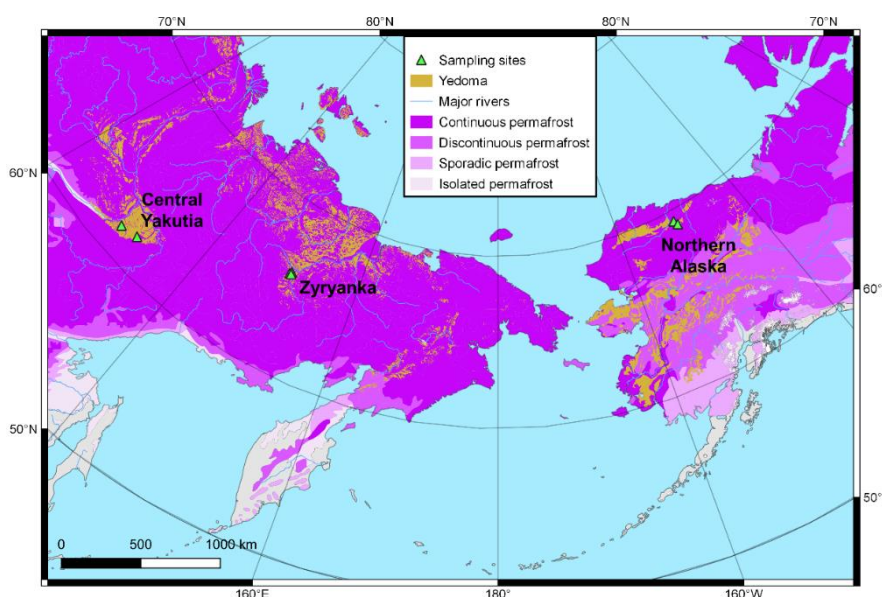 70°N
80°N
80°N
70°N
Sampling sites
Yedoma
Major rivers
Continuous permafrost
Discontinuous permafrost
Sporadic permafrost
Isolated permafrost
60°N
Central
Yakutia
Zyryanka
Northern
Alaska
60°N
50°N
50°N
0
500
1000 km
160°E
180°
160°W